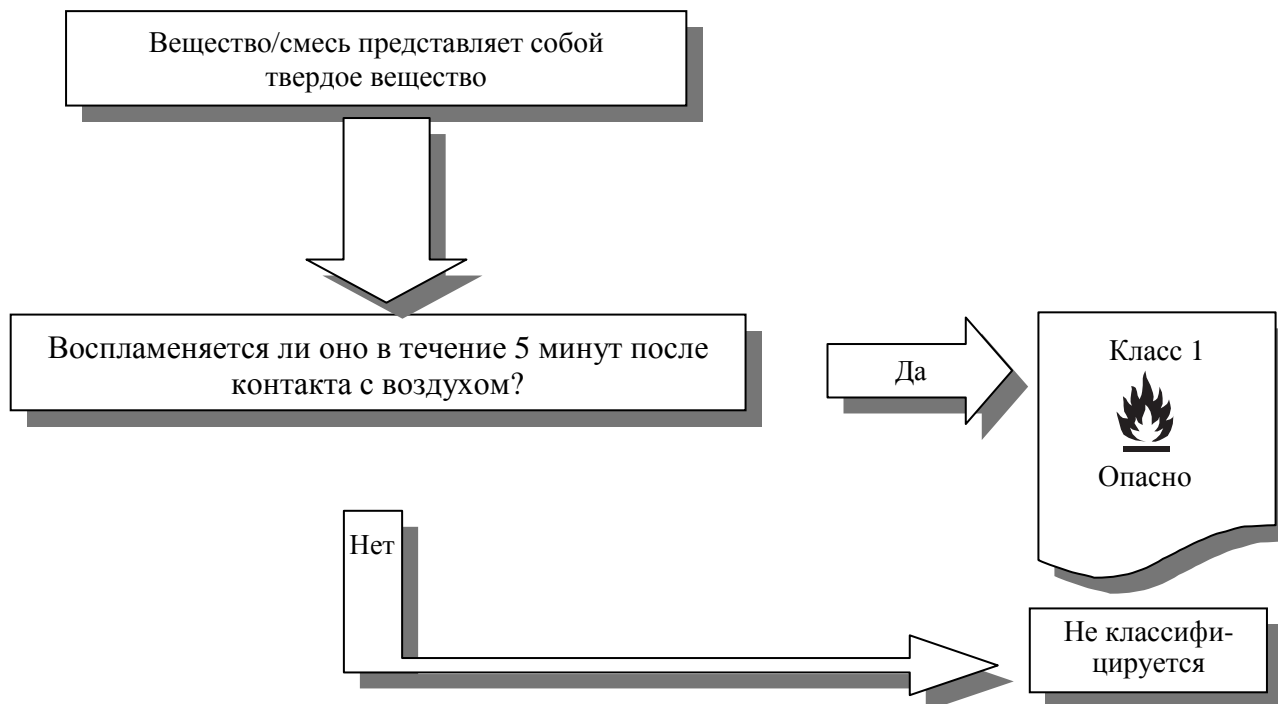 Вещество/смесь представляет собой
твердое вещество
Воспламеняется ли оно в течение 5 минут после
контакта с воздухом?
Да
Класс 1
Опасно
Нет
Не классифи-
цируется